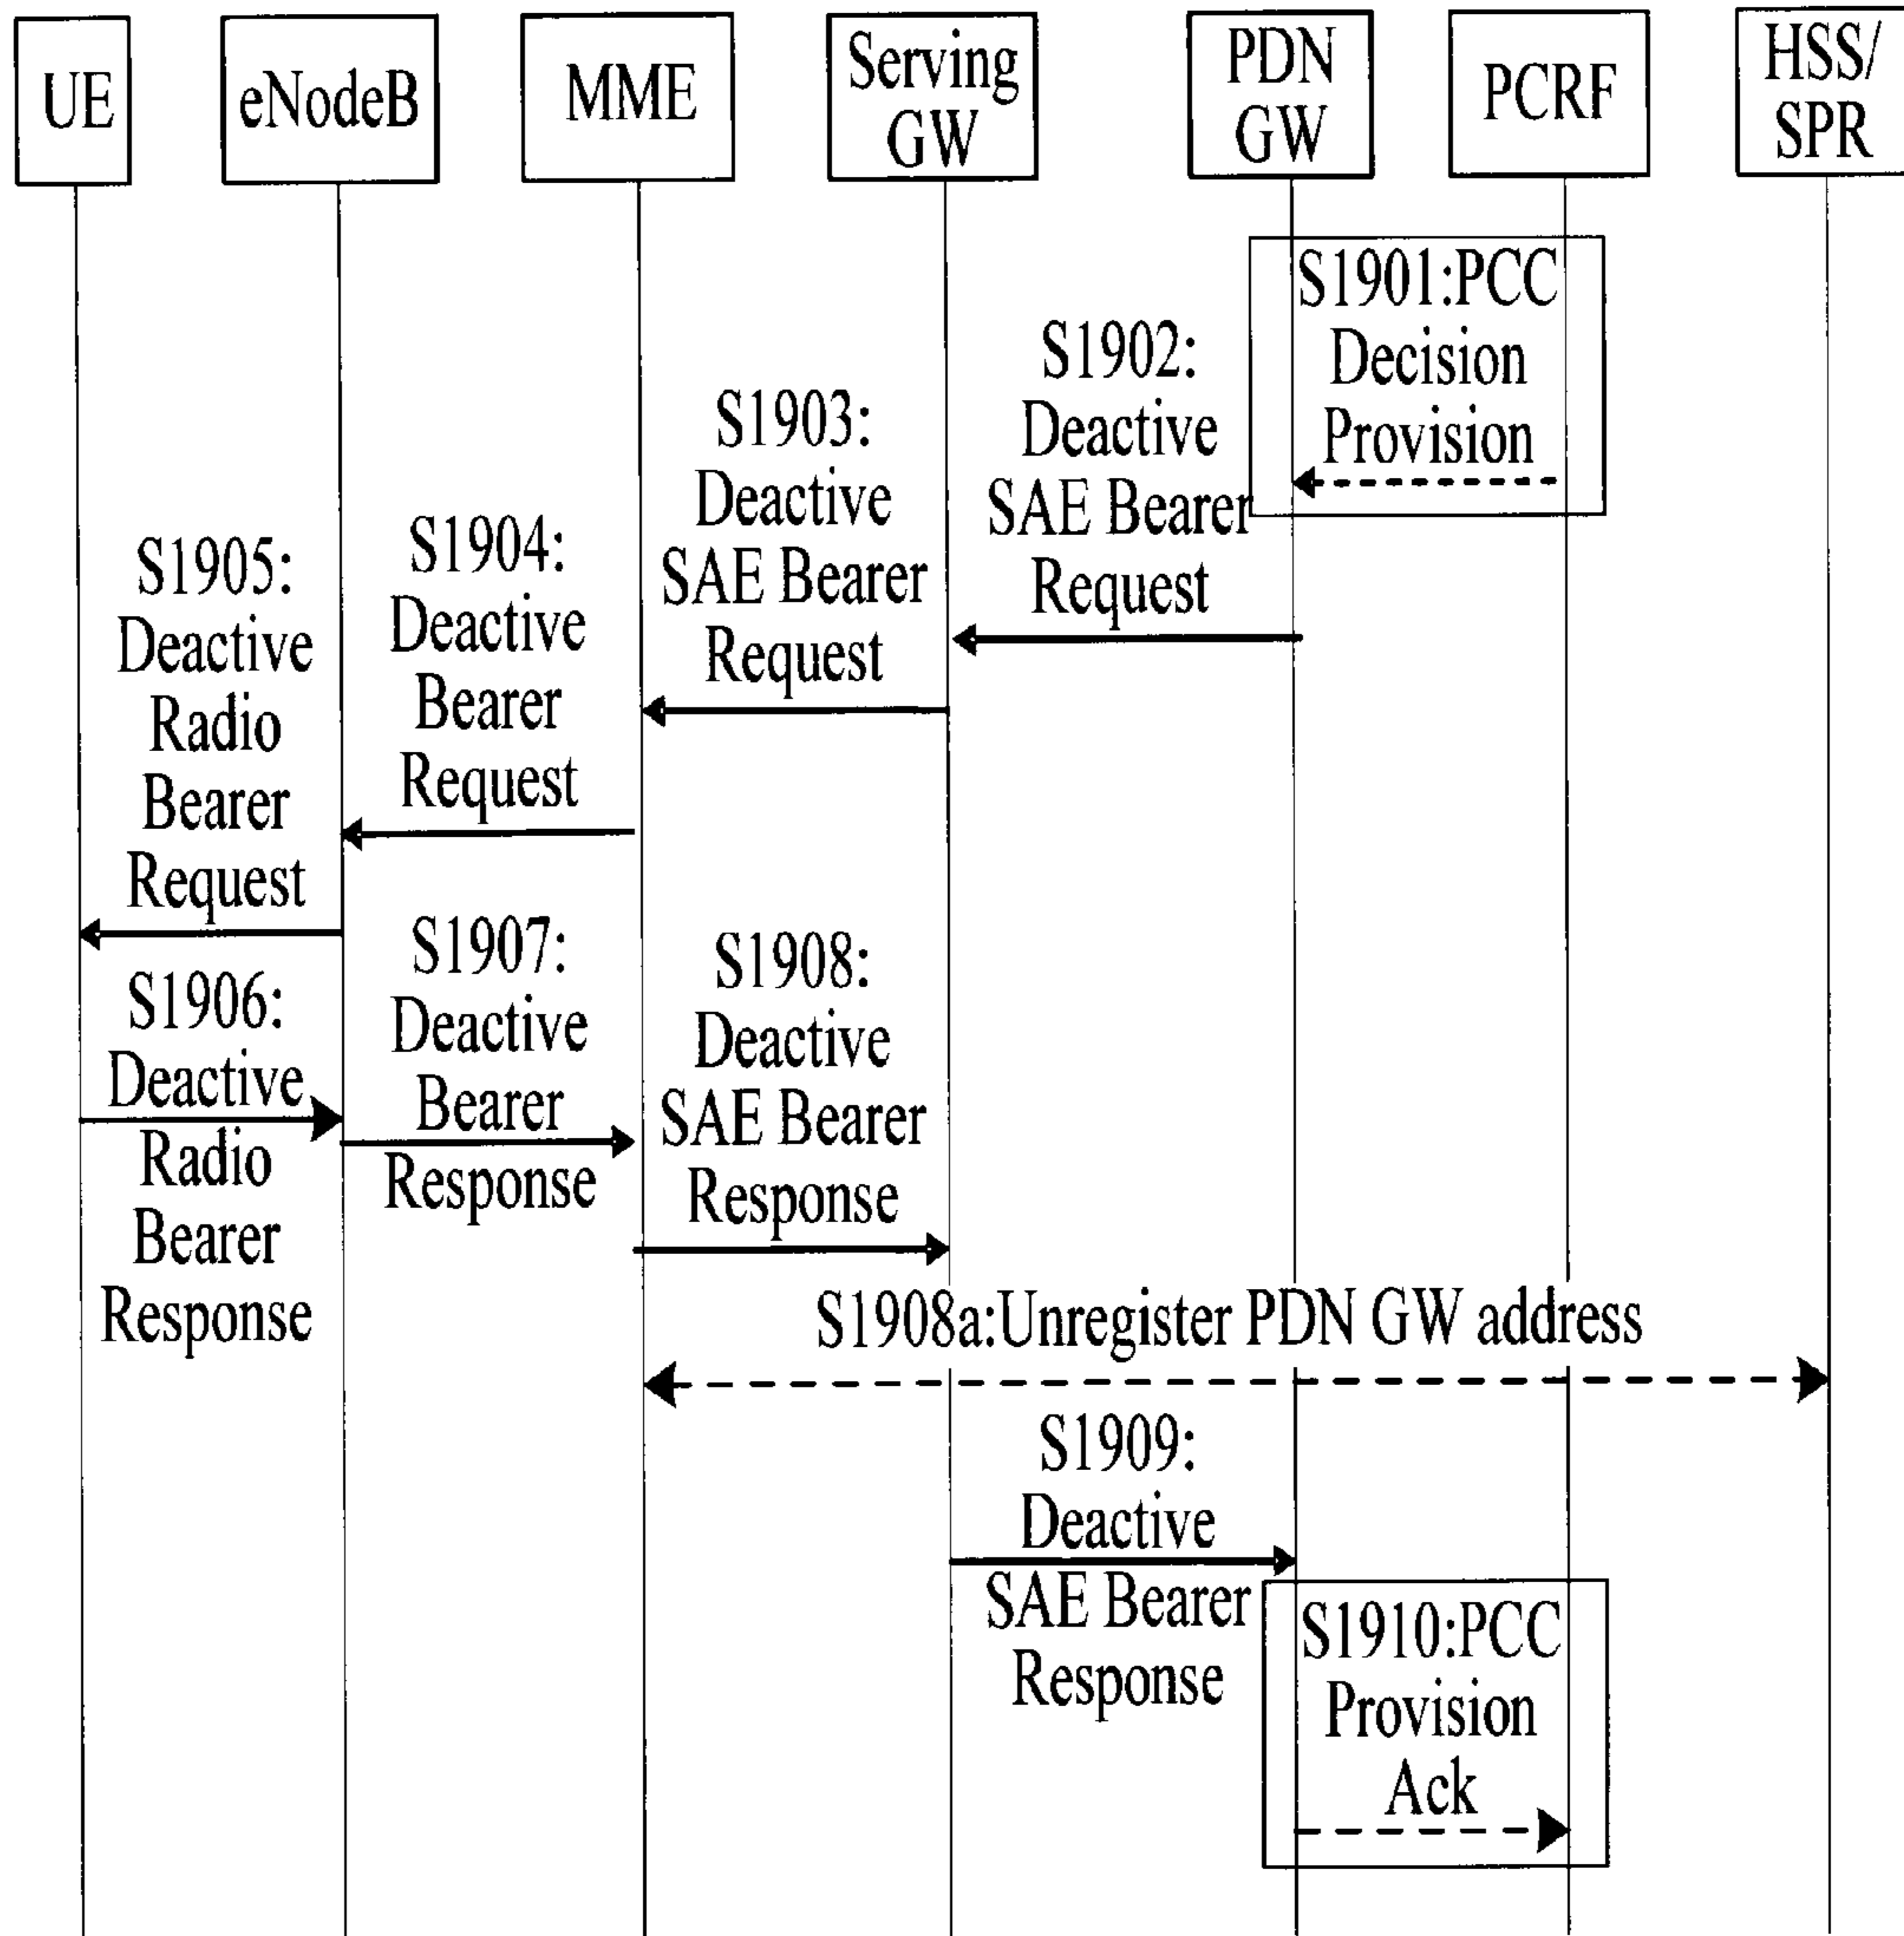 UE
eNodeB
MME
Serving
GW
PDN
GW
PCRF
HSS/
SPR
S1901:PCC
Decision
Provision
S1902:
Deactive
SAE Bearer
Request
S1903:
Deactive
SAE Bearer
Request
S1904:
Deactive
Bearer
Request
S1905:
Deactive
Radio
Bearer
Request
S1906:
Deactive
Radio
Bearer
Response
S1907:
Deactive
Bearer
Response
S1908:
Deactive
SAE Bearer
Response
S1908a:Unregister PDN GW address
S1909:
Deactive
SAE Bearer
Response
S1910:PCC
Provision
Ack